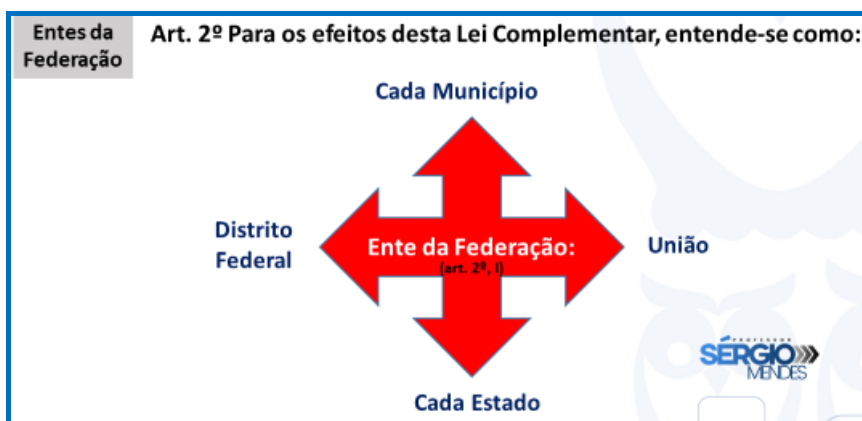 Entes da
Federação
Art. 2º Para os efeitos desta Lei Complementar, entende-se como:
Cada Município
Distrito
Federal
Ente da Federação:
(art. 2º, I)
União
PROFESSOR
SÉRGIO
MENDES
Cada Estado